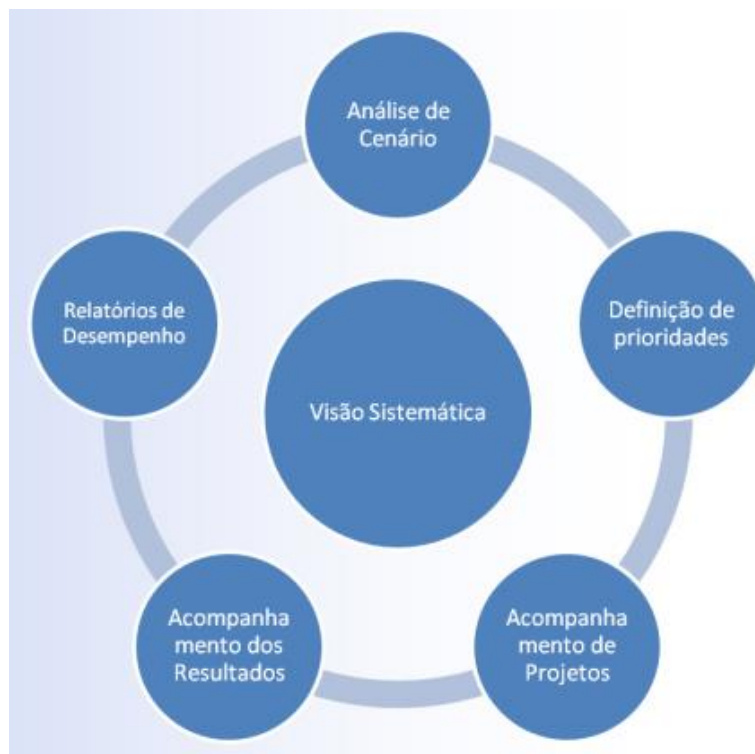 Análise de
Cenário
Definição de
prioridades
Relatórios de
Desempenho
Visão Sistemática
Acompanha
mento dos
Resultados
Acompanha
mento de
Projetos